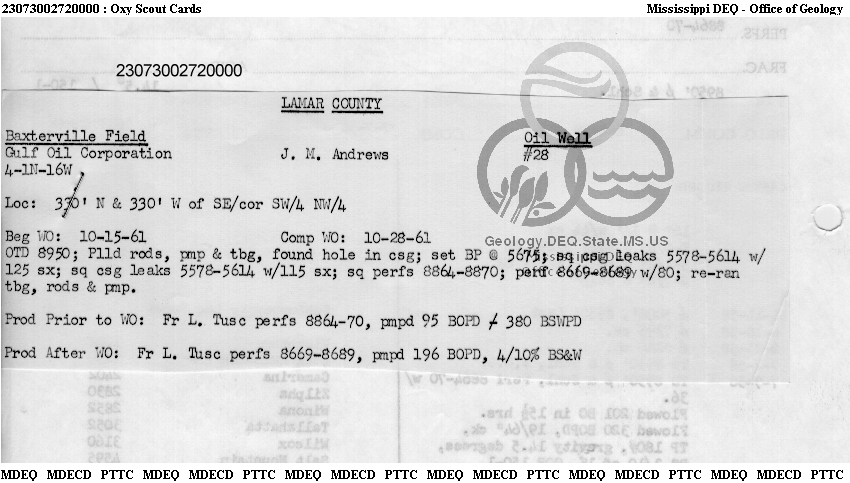 23073002720000 : Oxy Scout Cards Mississippi DEQ - Office of Geology
23073002720000
LAMAR COUNTY
Baxterville Field Oil Well
Gulf Oil Corporation J. M. Andrews #28
4-1N-16W
Loc: 330' N & 330' W of SE/cor SW/4 NW/4
Beg WO: 10-15-61 Comp WO: 10-28-61
Geology.DEQ.State.MS.US
OTD 8950; Plld rods, pmp & tbg, found hole in csg; set BP @ 5675; sq csg leaks 5578-5614 w/
125 sx; sq csg leaks 5578-5614 w/115 sx; sq perfs 8864-8870; perf 8669-8689 w/80; re-ran
tbg, rods & pmp.
Prod Prior to WO: Fr L. Tusc perfs 8864-70, pmpd 95 BOPD / 380 BSWPD
Prod After WO: Fr L. Tusc perfs 8669-8689, pmpd 196 BOPD, 4/10% BS&W
MDEQ MDECD PTTC MDEQ MDECD PTTC MDEQ MDECD PTTC MDEQ MDECD PTTC MDEQ MDECD PTTC MDEQ